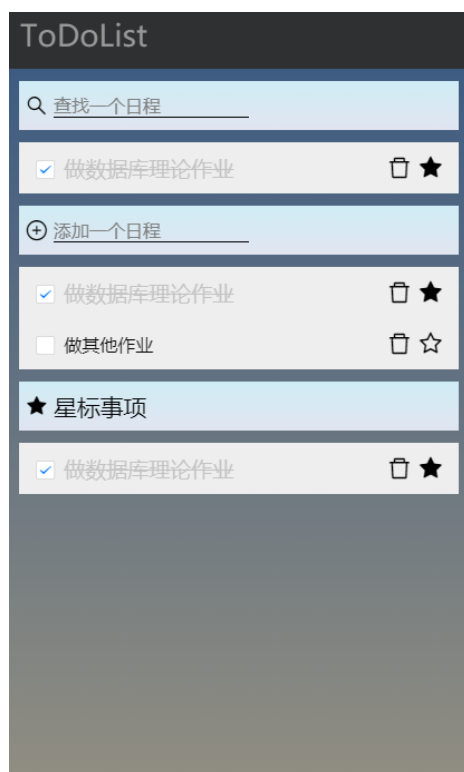 ToDoList
查找一个日程
做数据库理论作业
添加一个日程
做数据库理论作业
做其他作业
星标事项
做数据库理论作业